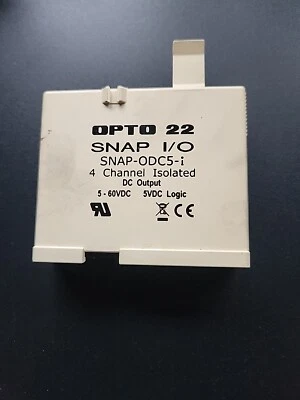 OPTO 22
SNAP I/O
SNAP-ODC5-i
4 Channel Isolated
DC Output
5 - 60VDC 5VDC Logic